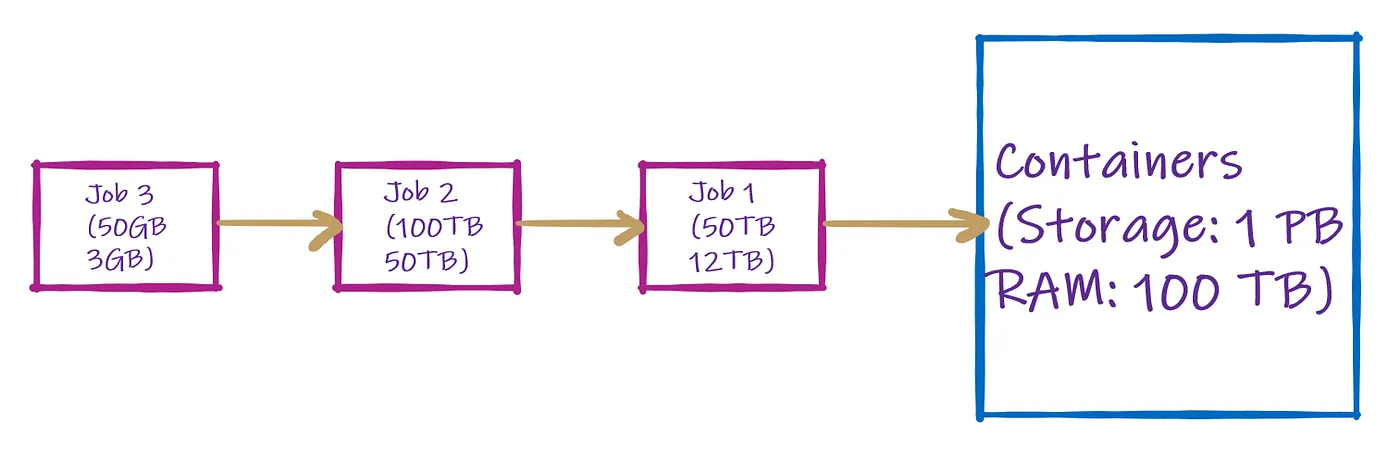 Job 3
(50GB
3GB)
Job 2
(100TB
50TB)
Job 1
(50TB
12TB)
Containers
(Storage: 1 PB
RAM: 100 TB)